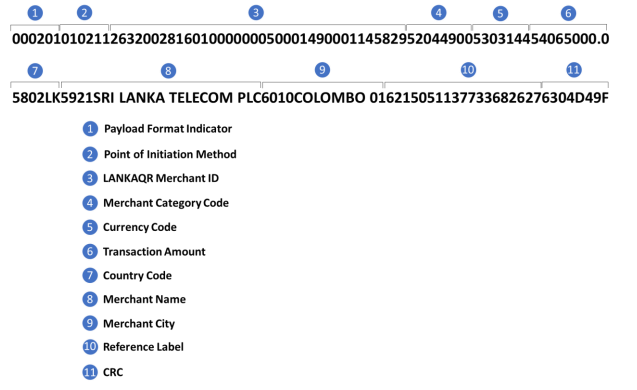 1 2 3 4 5 6
00020101021126320028160100000005000149000114582952044900530314454065000.0
7 8 9 10 11
5802LK5921SRI LANKA TELECOM PLC6010COLOMBO 0162150511377336826276304D49F
1 Payload Format Indicator
2 Point of Initiation Method
3 LANKAQR Merchant ID
4 Merchant Category Code
5 Currency Code
6 Transaction Amount
7 Country Code
8 Merchant Name
9 Merchant City
10 Reference Label
11 CRC